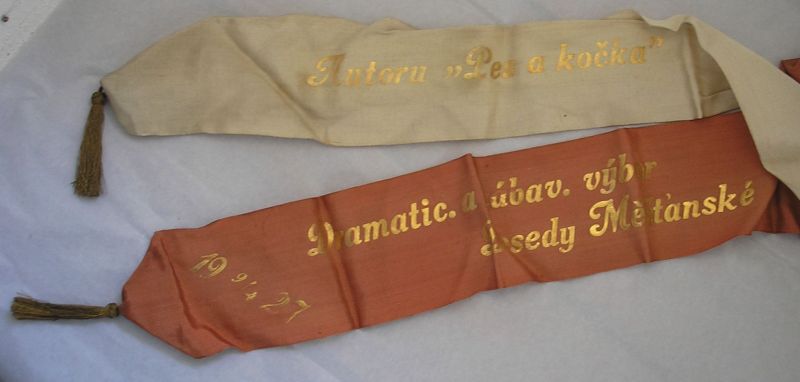 Autoru „Pes a kočka”
Dramatic. a zábav. výbor
Besedy Měšťanské
19 9/4 27